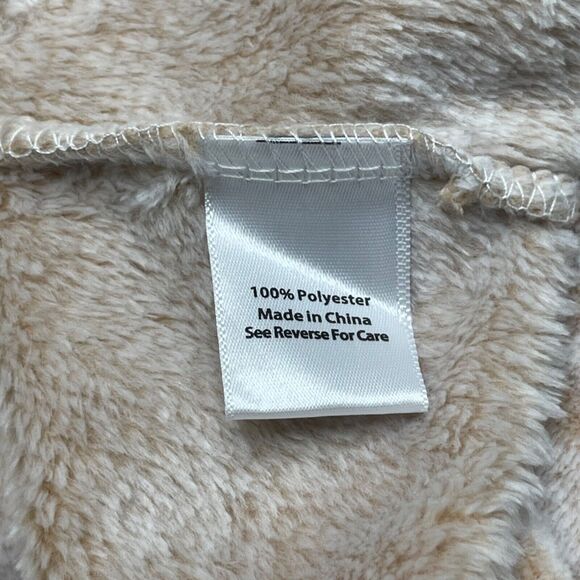 100% Polyester
Made in China
See Reverse For Care